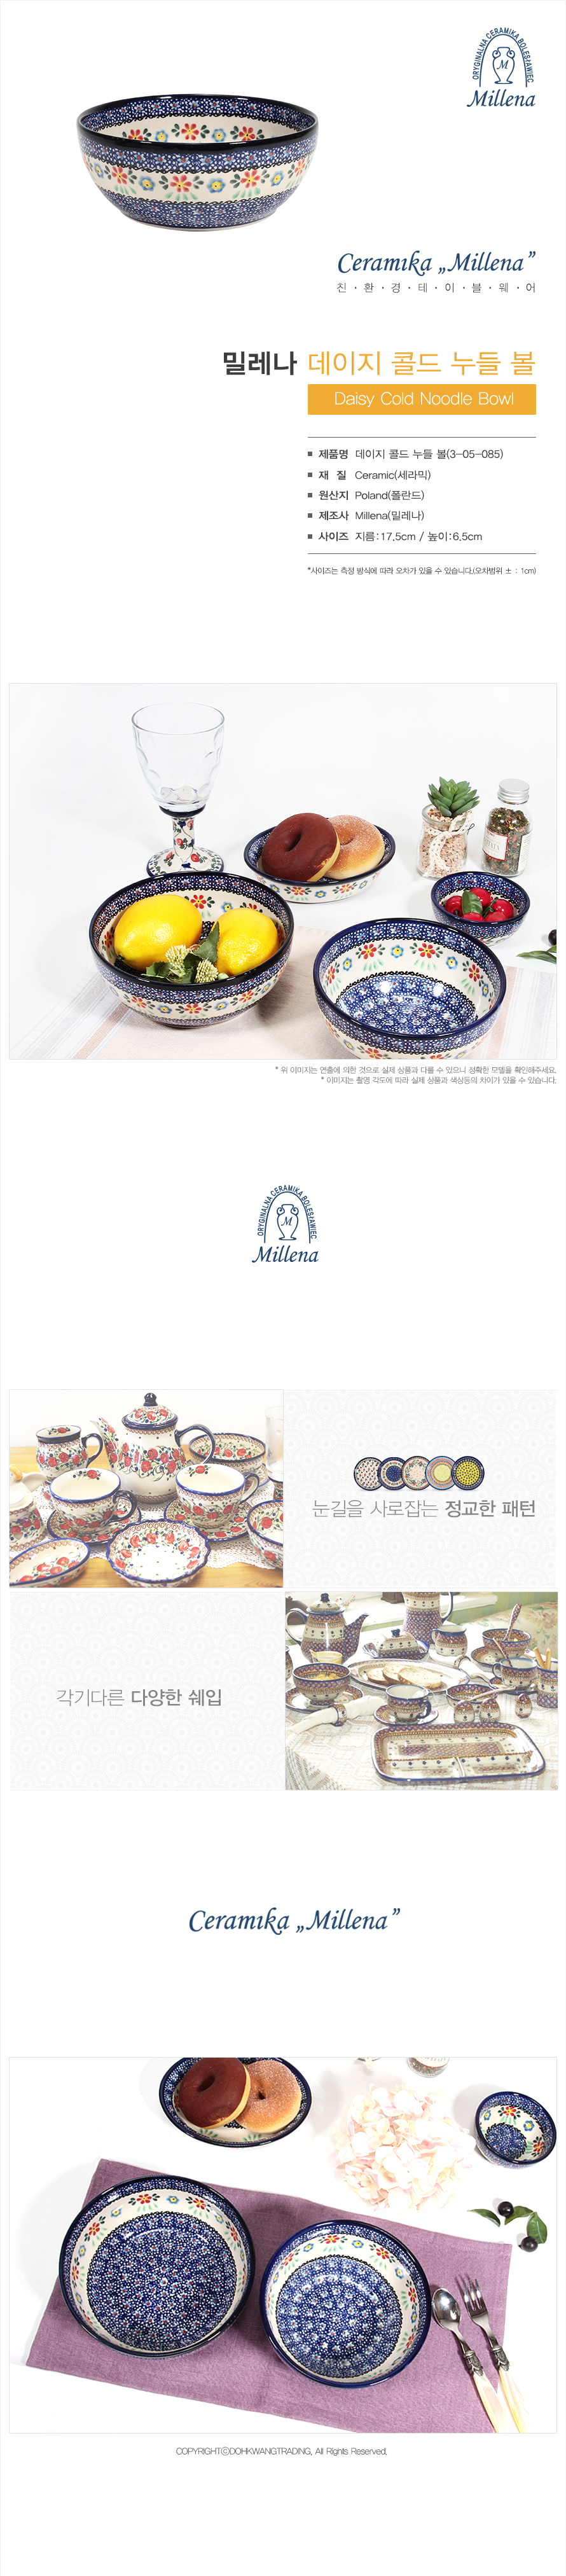 ORYGINALNA CERAMIKA BOLESŁAWIEC
M
Millena
Ceramika „Millena”
친 · 환 · 경 · 테 · 이 · 블 · 웨 · 어
밀레나 데이지 콜드 누들 볼
Daisy Cold Noodle Bowl
제품명 데이지 콜드 누들 볼(3-05-085)
재 질 Ceramic(세라믹)
원산지 Poland(폴란드)
제조사 Millena(밀레나)
사이즈 지름:17.5cm / 높이:6.5cm
*사이즈는 측정 방식에 따라 오차가 있을 수 있습니다.(오차범위 ± : 1cm)
* 위 이미지는 연출에 의한 것으로 실제 상품과 다를 수 있으니 정확한 모델을 확인해주세요.
* 이미지는 촬영 각도에 따라 실제 상품과 색상등의 차이가 있을 수 있습니다.
ORYGINALNA CERAMIKA BOLESŁAWIEC
M
Millena
눈길을 사로잡는 정교한 패턴
각기다른 다양한 쉐입
Ceramika „Millena”
COPYRIGHTⓒDOHKWANGTRADING, All Rights Reserved.